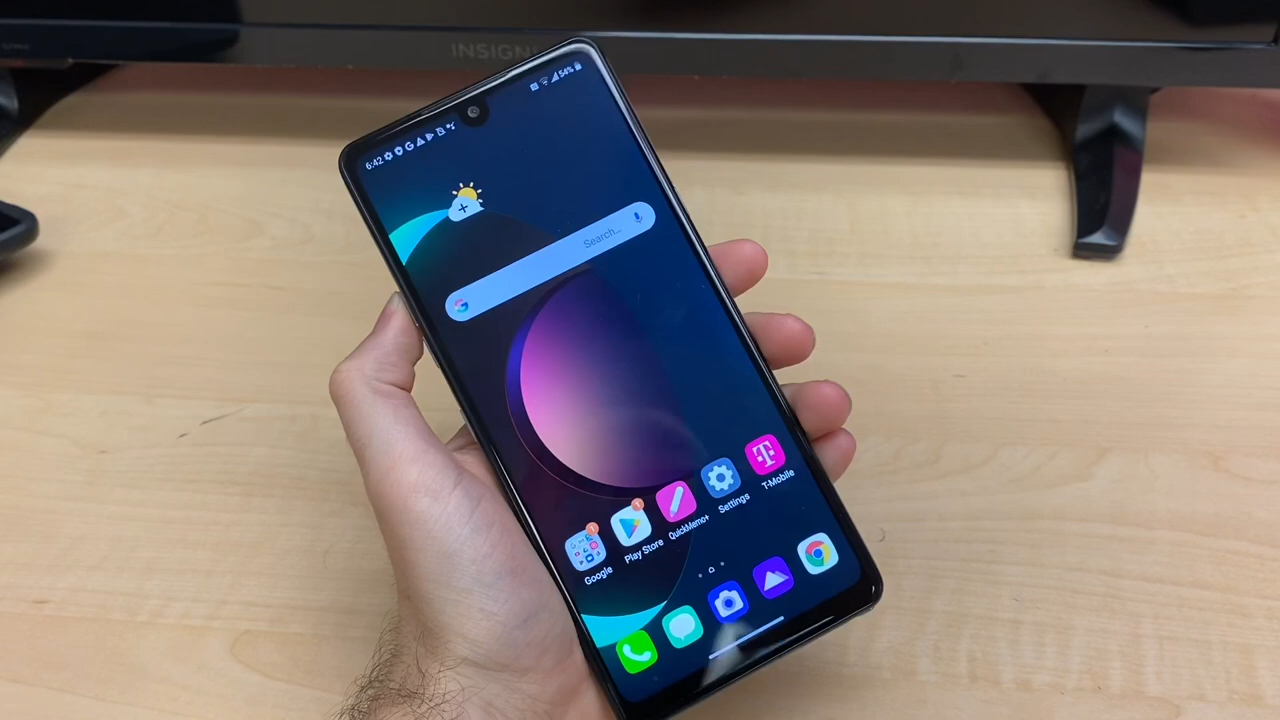 INSIGN
6:42
54%
Search...
Google
Play Store
QuickMemo+
Settings
T-Mobile